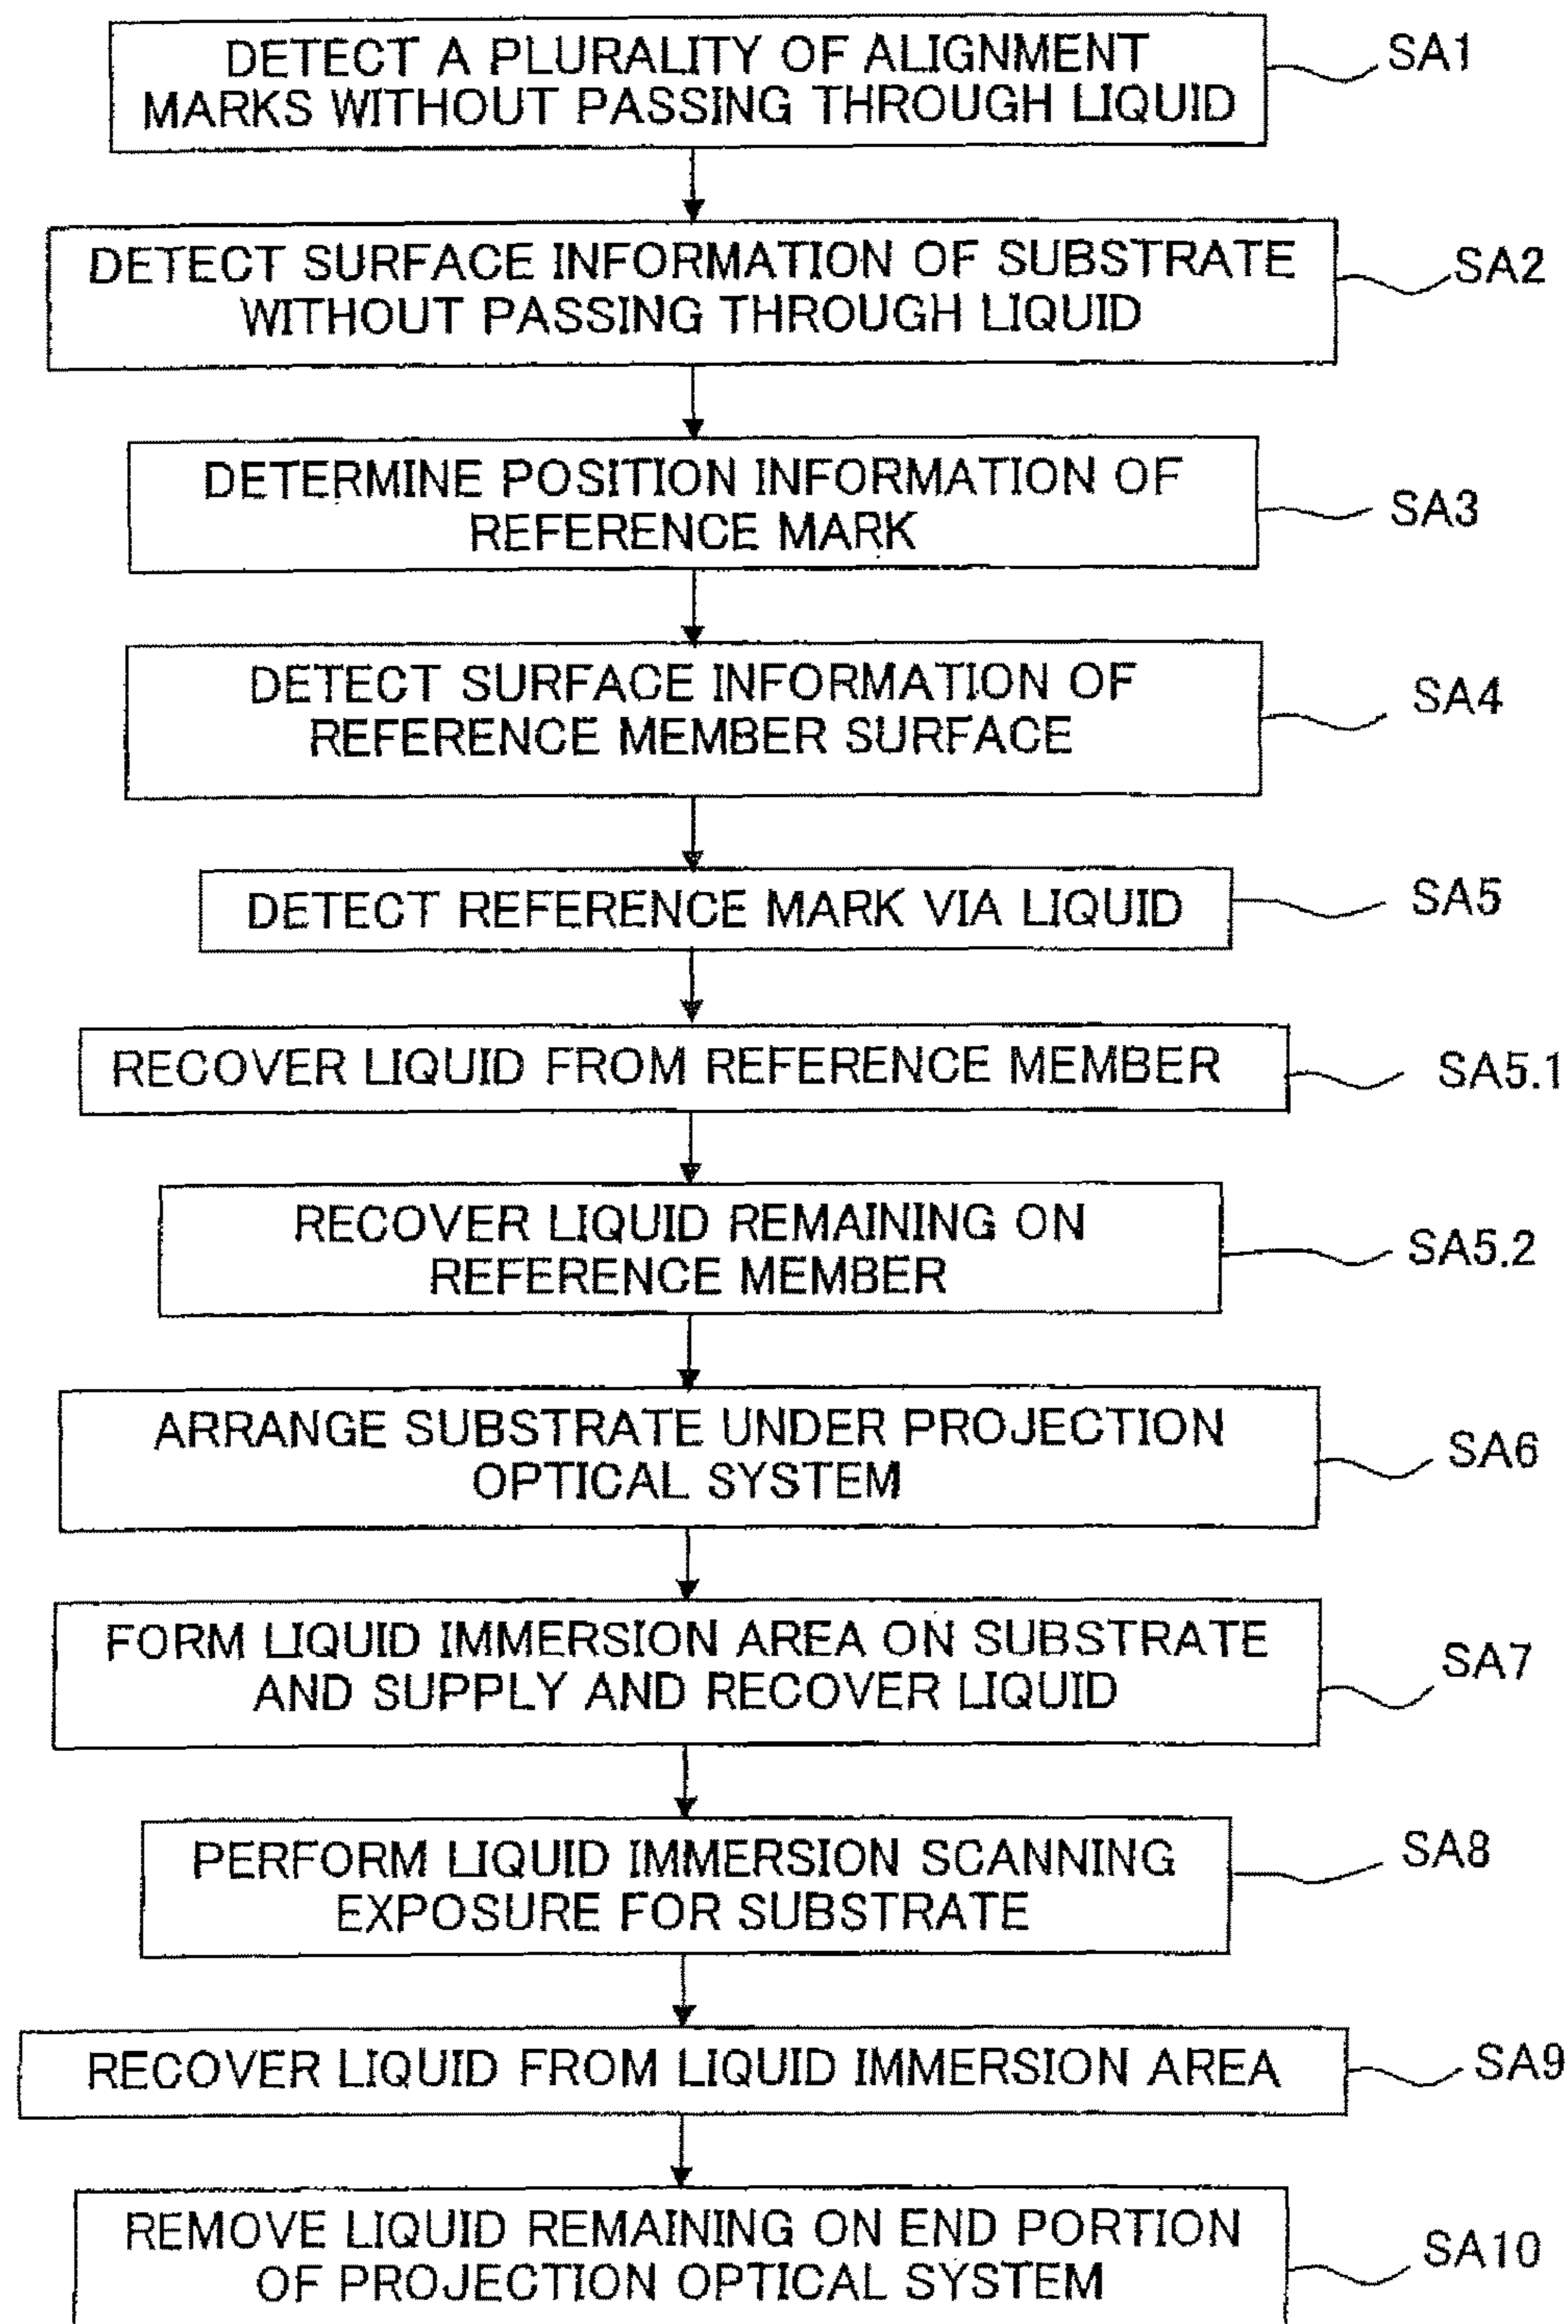 DETECT A PLURALITY OF ALIGNMENT
MARKS WITHOUT PASSING THROUGH LIQUID
SA1
DETECT SURFACE INFORMATION OF SUBSTRATE
WITHOUT PASSING THROUGH LIQUID
SA2
DETERMINE POSITION INFORMATION OF
REFERENCE MARK
SA3
DETECT SURFACE INFORMATION OF
REFERENCE MEMBER SURFACE
SA4
DETECT REFERENCE MARK VIA LIQUID
SA5
RECOVER LIQUID FROM REFERENCE MEMBER
SA5.1
RECOVER LIQUID REMAINING ON
REFERENCE MEMBER
SA5.2
ARRANGE SUBSTRATE UNDER PROJECTION
OPTICAL SYSTEM
SA6
FORM LIQUID IMMERSION AREA ON SUBSTRATE
AND SUPPLY AND RECOVER LIQUID
SA7
PERFORM LIQUID IMMERSION SCANNING
EXPOSURE FOR SUBSTRATE
SA8
RECOVER LIQUID FROM LIQUID IMMERSION AREA
SA9
REMOVE LIQUID REMAINING ON END PORTION
OF PROJECTION OPTICAL SYSTEM
SA10